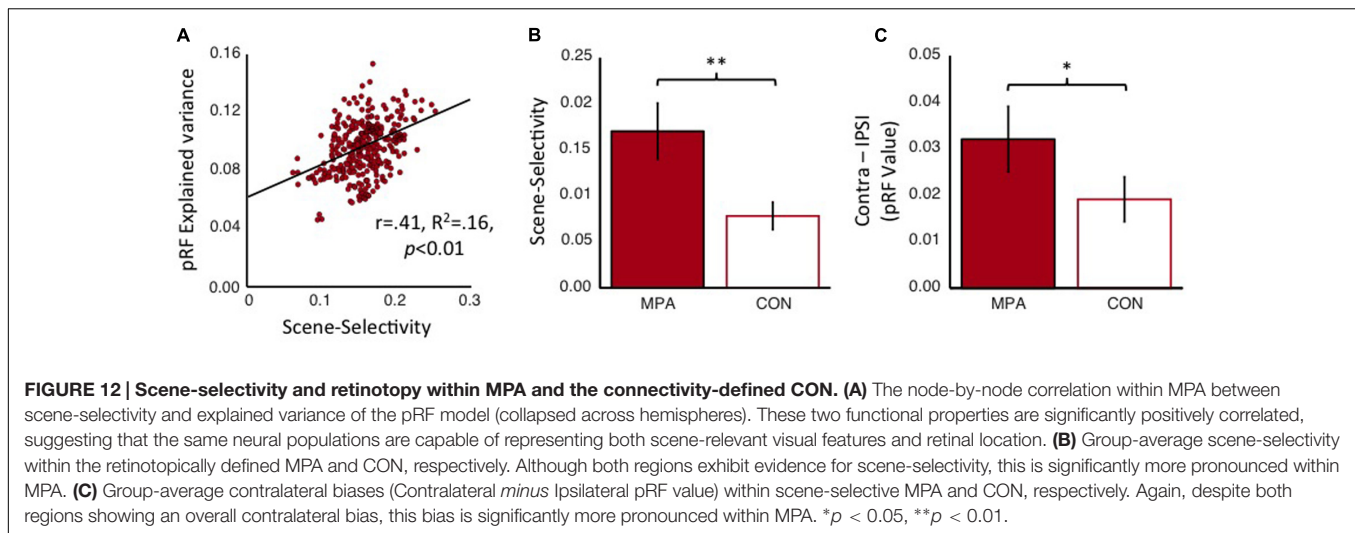 A
pRF Explained variance
0.16
0.12
0.08
0.04
0.00
0
0.1
0.2
0.3
Scene-Selectivity
r=.41, R²=.16,
p<0.01
B
Scene-Selectivity
0.25
0.02
0.15
0.01
0.05
0.00
**
MPA
CON
C
Contra – IPSI
(pRF Value)
0.05
0.04
0.03
0.02
0.01
0.00
*
MPA
CON
FIGURE 12 | Scene-selectivity and retinotopy within MPA and the connectivity-defined CON. (A) The node-by-node correlation within MPA between
scene-selectivity and explained variance of the pRF model (collapsed across hemispheres). These two functional properties are significantly positively correlated,
suggesting that the same neural populations are capable of representing both scene-relevant visual features and retinal location. (B) Group-average scene-selectivity
within the retinotopically defined MPA and CON, respectively. Although both regions exhibit evidence for scene-selectivity, this is significantly more pronounced within
MPA. (C) Group-average contralateral biases (Contralateral minus Ipsilateral pRF value) within scene-selective MPA and CON, respectively. Again, despite both
regions showing an overall contralateral bias, this bias is significantly more pronounced within MPA. *p < 0.05, **p < 0.01.